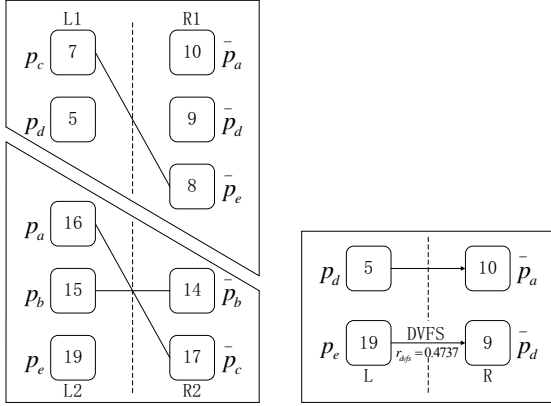 L1 R1
p_c 7 10 p̄_a
p_d 5 9 p̄_d
8 p̄_e
p_a 16
p_b 15 14 p̄_b
p_e 19 17 p̄_c
L2 R2
p_d 5 10 p̄_a
p_e 19 DVFS 9 p̄_d
r_dvfs = 0.4737
L R